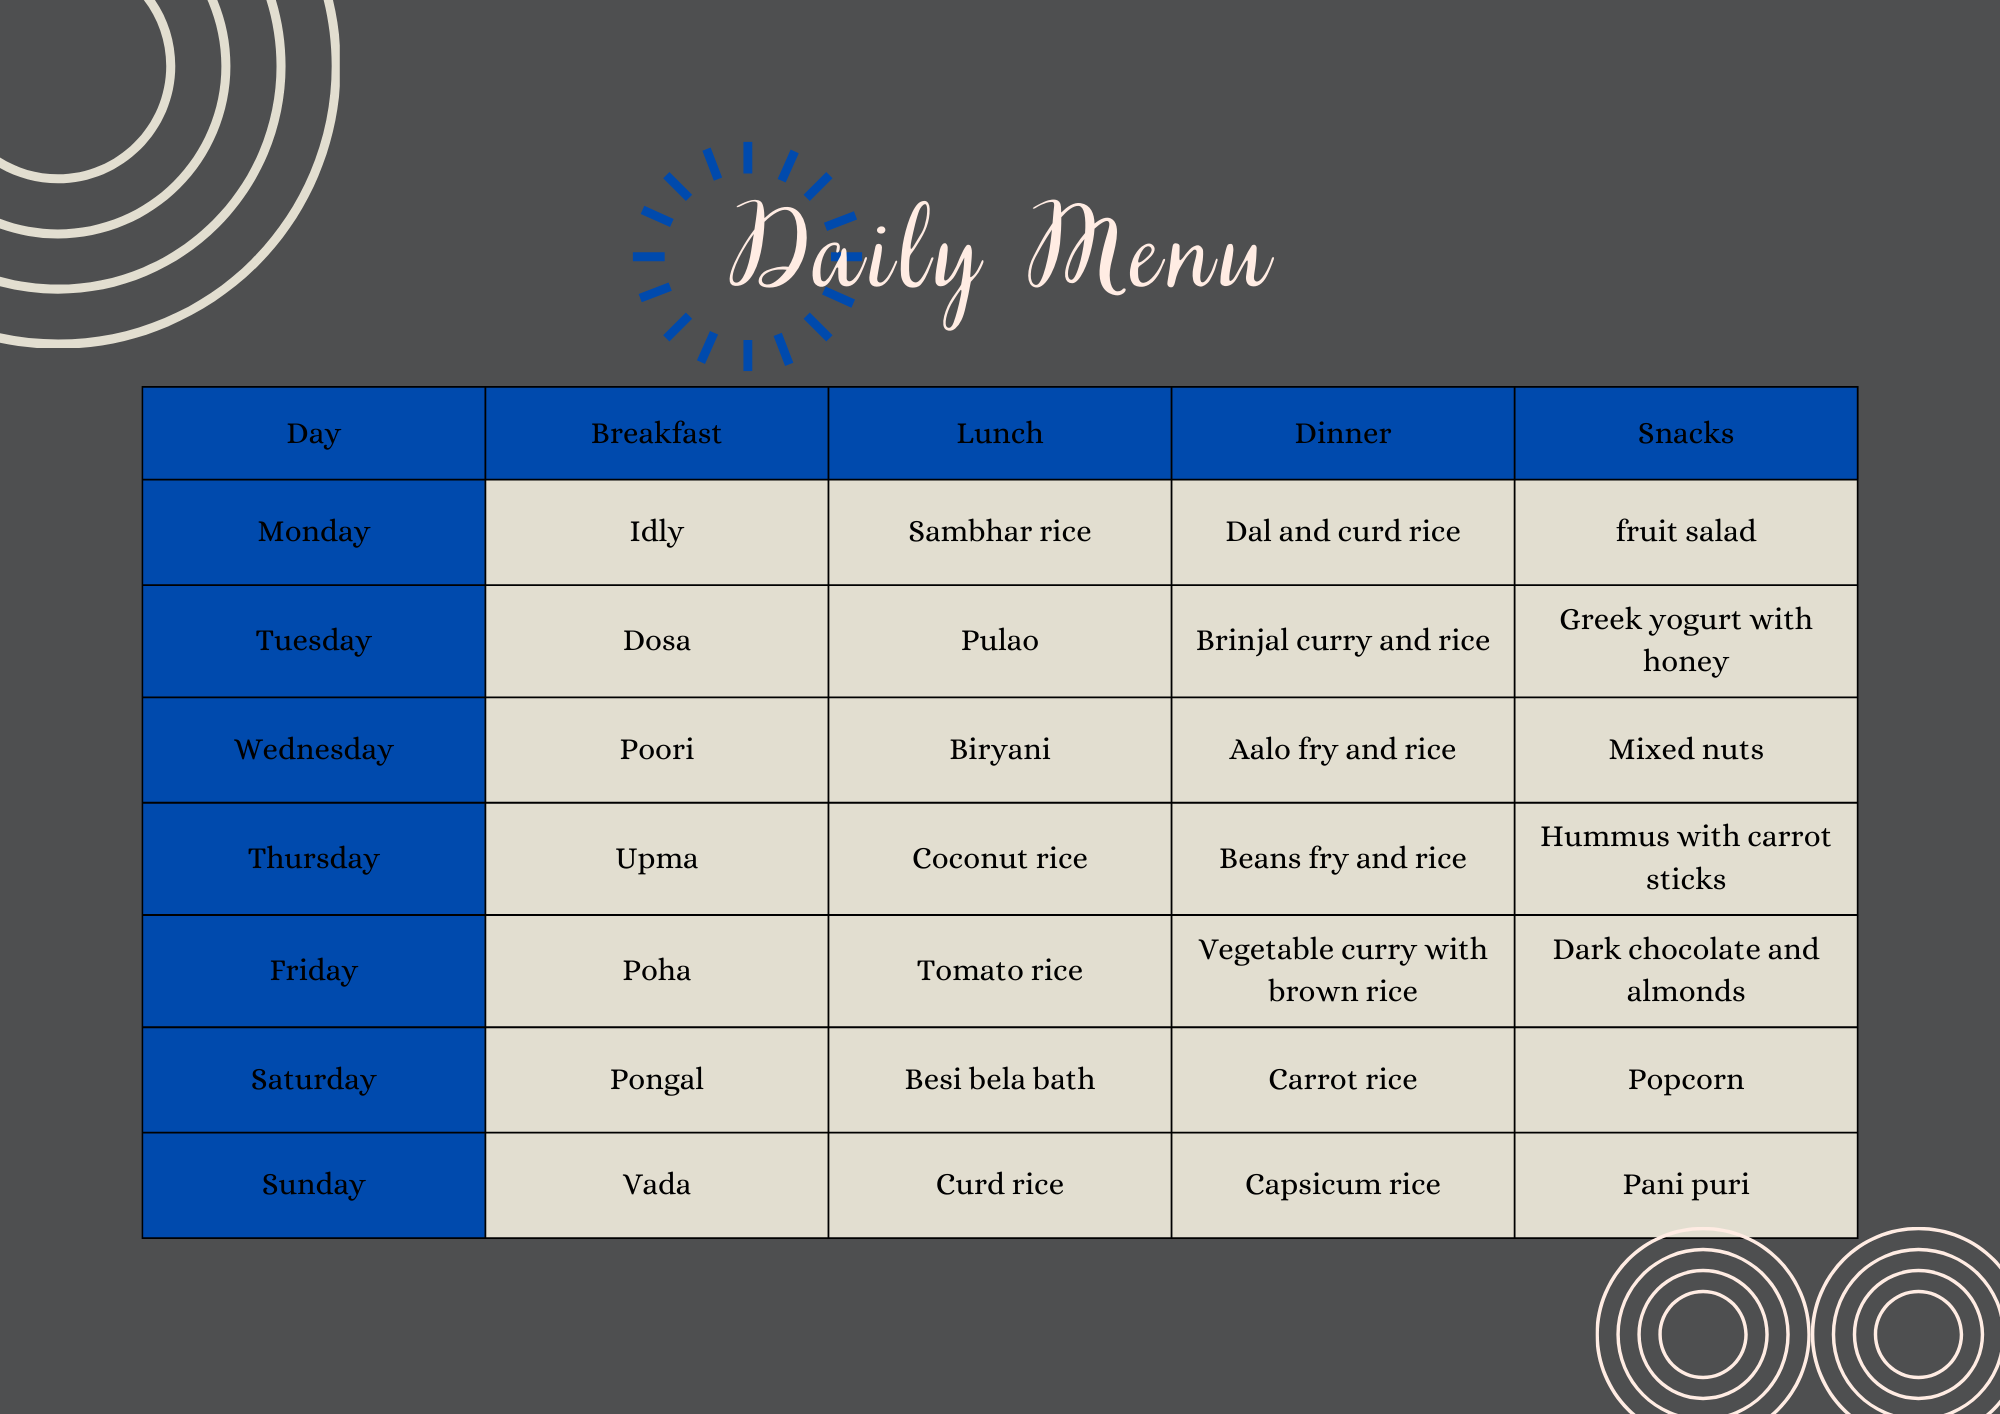 Daily Menu
Day Breakfast Lunch Dinner Snacks
Monday Idly Sambhar rice Dal and curd rice fruit salad
Tuesday Dosa Pulao Brinjal curry and rice Greek yogurt with
honey
Wednesday Poori Biryani Aalo fry and rice Mixed nuts
Thursday Upma Coconut rice Beans fry and rice Hummus with carrot
sticks
Friday Poha Tomato rice Vegetable curry with
brown rice Dark chocolate and
almonds
Saturday Pongal Besi bela bath Carrot rice Popcorn
Sunday Vada Curd rice Capsicum rice Pani puri